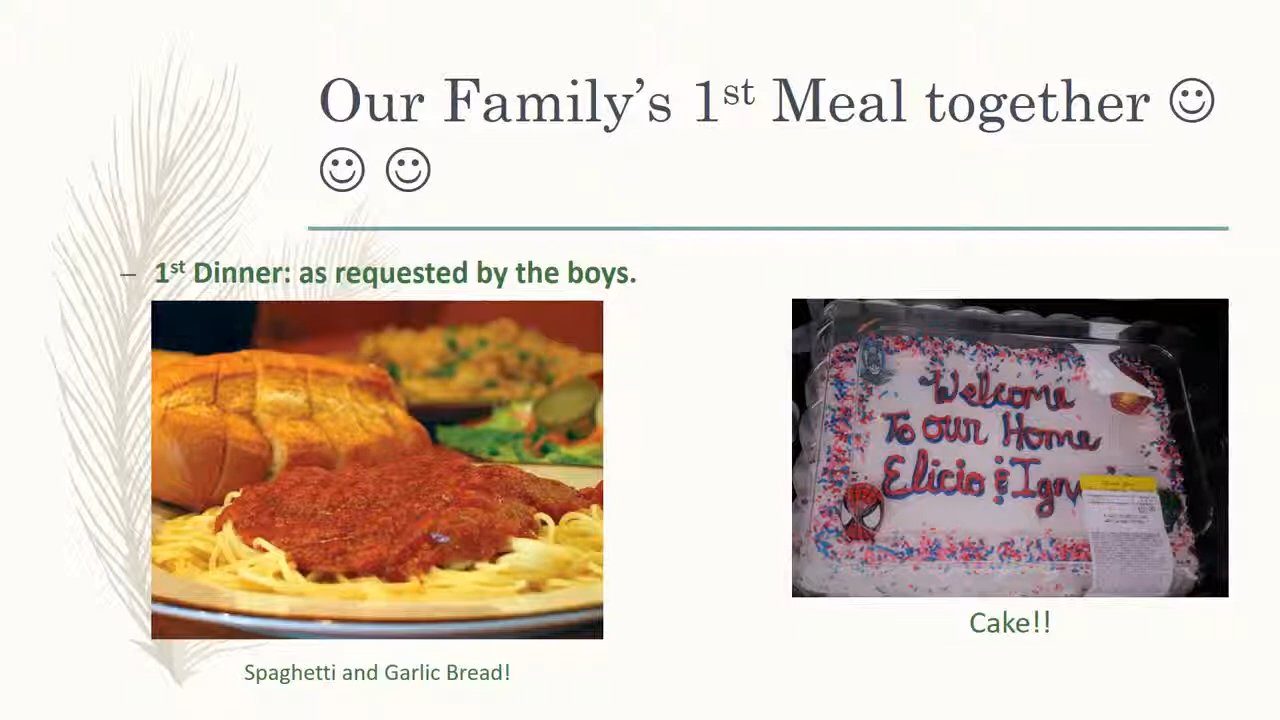 Our Family's 1st Meal together ☺
☺ ☺
– 1st Dinner: as requested by the boys.
Welcome
To our Home
Elicio &
Spaghetti and Garlic Bread!
Cake!!